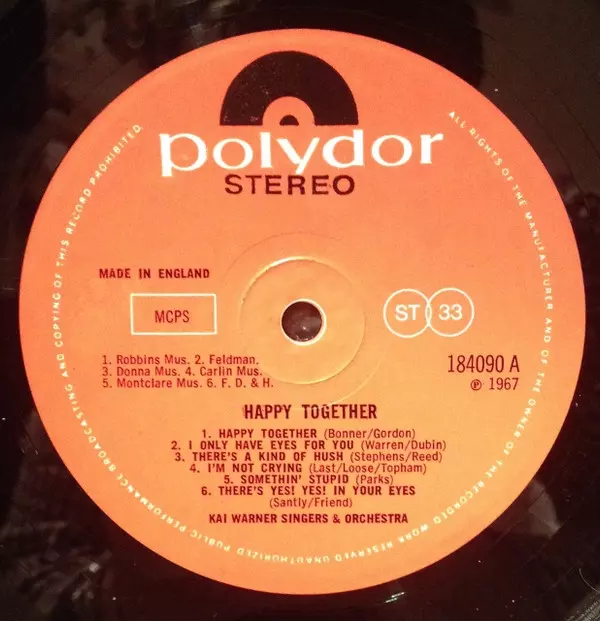 polydor
STEREO
MADE IN ENGLAND
MCPS
ST 33
1. Robbins Mus. 2. Feldman.
3. Donna Mus. 4. Carlin Mus.
5. Montclare Mus. 6. F. D. & H.
184090 A
℗ 1967
HAPPY TOGETHER
1. HAPPY TOGETHER (Bonner/Gordon)
2. I ONLY HAVE EYES FOR YOU (Warren/Dubin)
3. THERE'S A KIND OF HUSH (Stephens/Reed)
4. I'M NOT CRYING (Last/Loose/Topham)
5. SOMETHIN' STUPID (Parks)
6. THERE'S YES! YES! IN YOUR EYES
(Santly/Friend)
KAI WARNER SINGERS & ORCHESTRA
ALL RIGHTS OF THE MANUFACTURER AND OF THE OWNER OF THE RECORDED WORK RESERVED UNAUTHORIZED PUBLIC PERFORMANCE BROADCASTING AND COPYING OF THIS RECORD PROHIBITED.